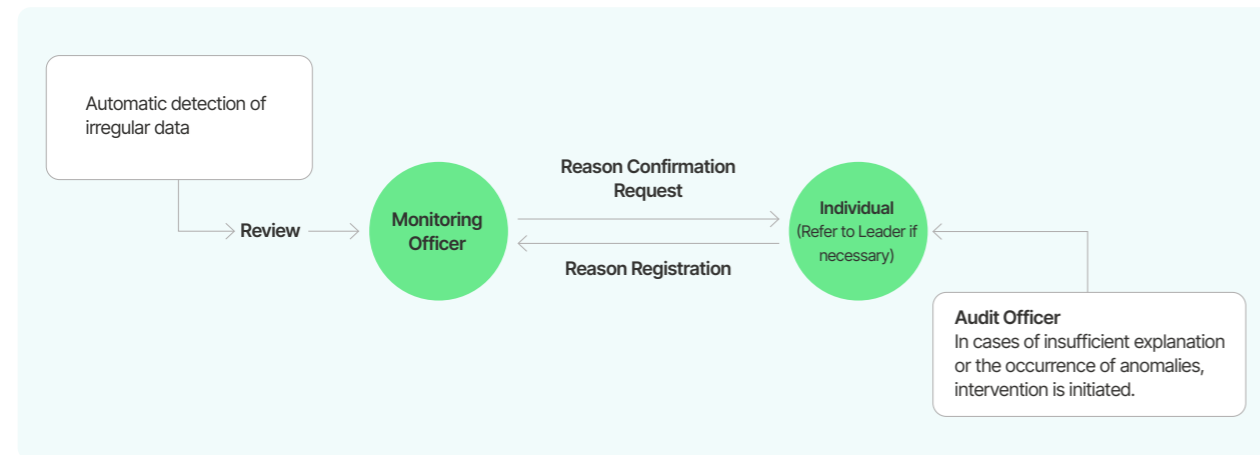 Automatic detection of
irregular data
Review
Monitoring
Officer
Reason Confirmation
Request
Reason Registration
Individual
(Refer to Leader if
necessary)
Audit Officer
In cases of insufficient explanation
or the occurrence of anomalies,
intervention is initiated.